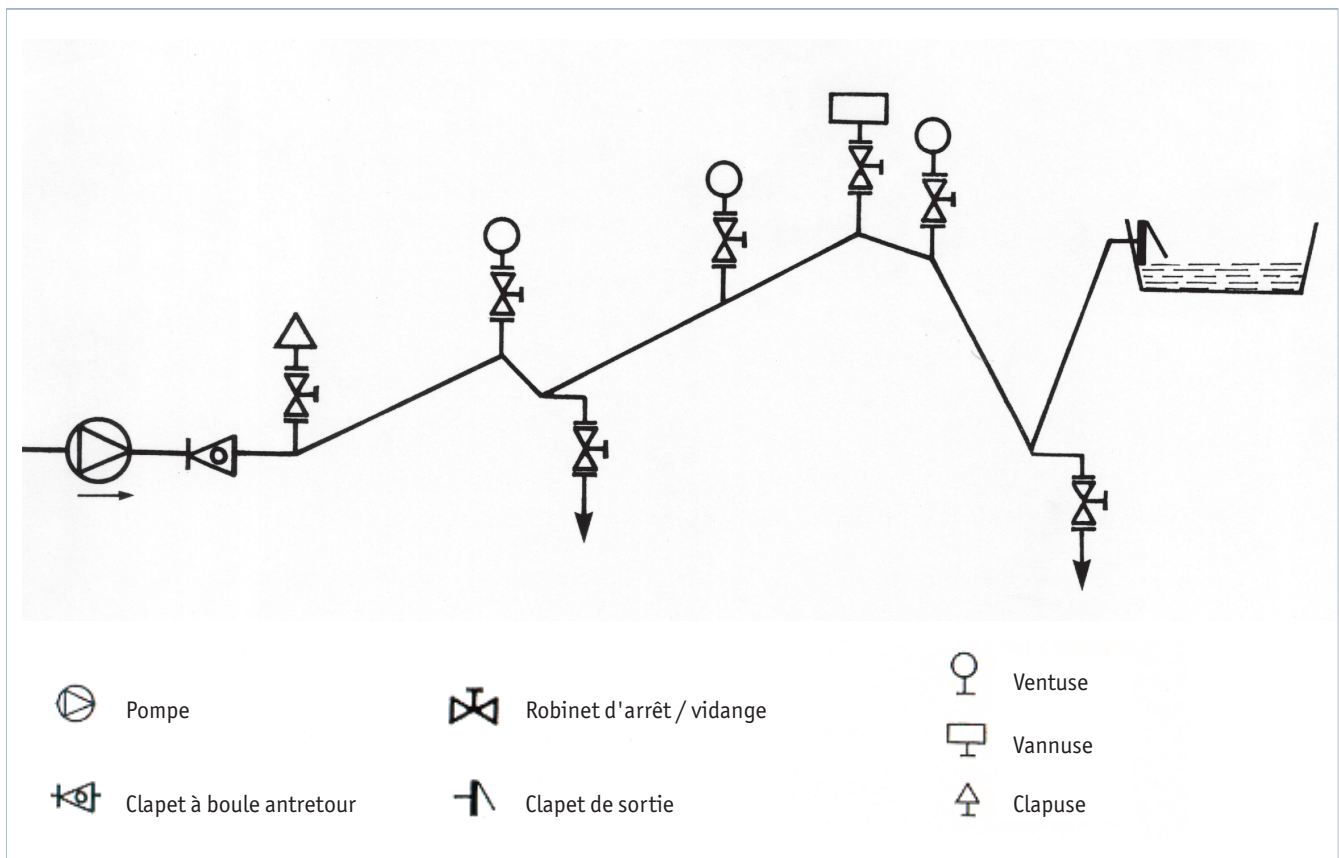 Pompe
Clapet à boule antretour
Robinet d'arrêt / vidange
Clapet de sortie
Ventuse
Vannuse
Clapuse